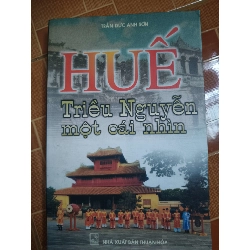 TRẦN ĐỨC ANH SƠN
HUẾ
Triều Nguyễn
một cái nhìn
NHÀ XUẤT BẢN THUẬN HÓA